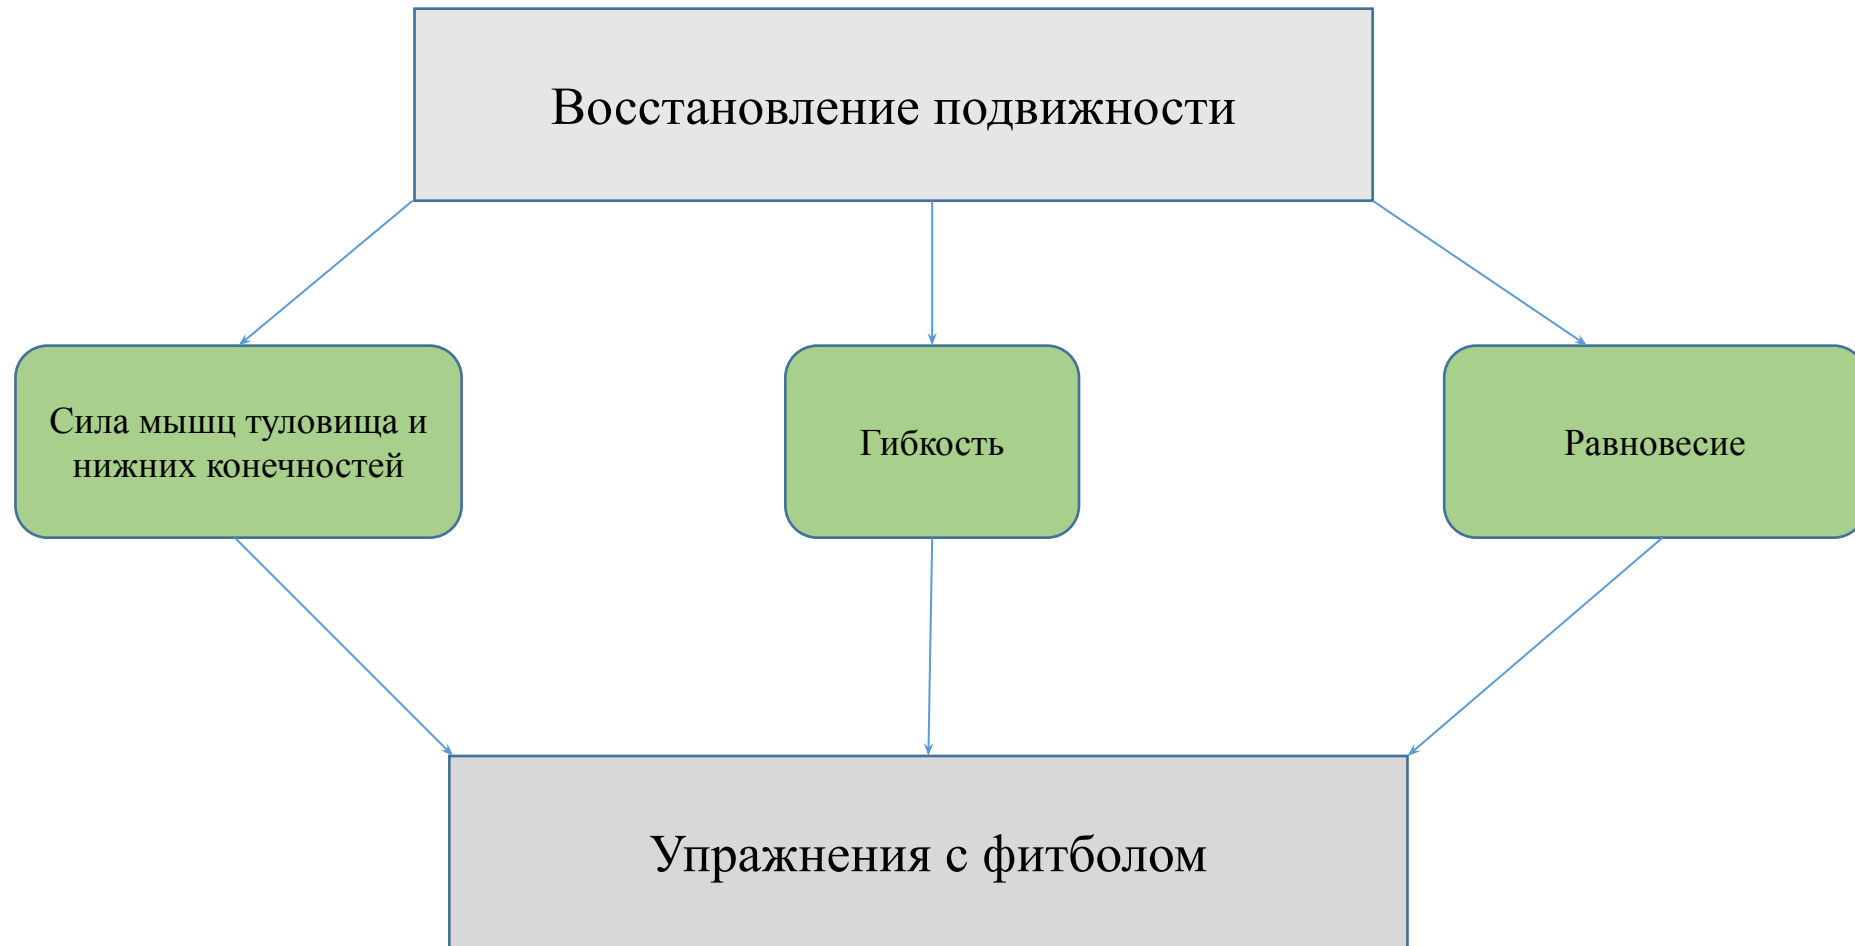 Восстановление подвижности
Сила мышц туловища и
нижних конечностей
Гибкость
Равновесие
Упражнения с фитболом